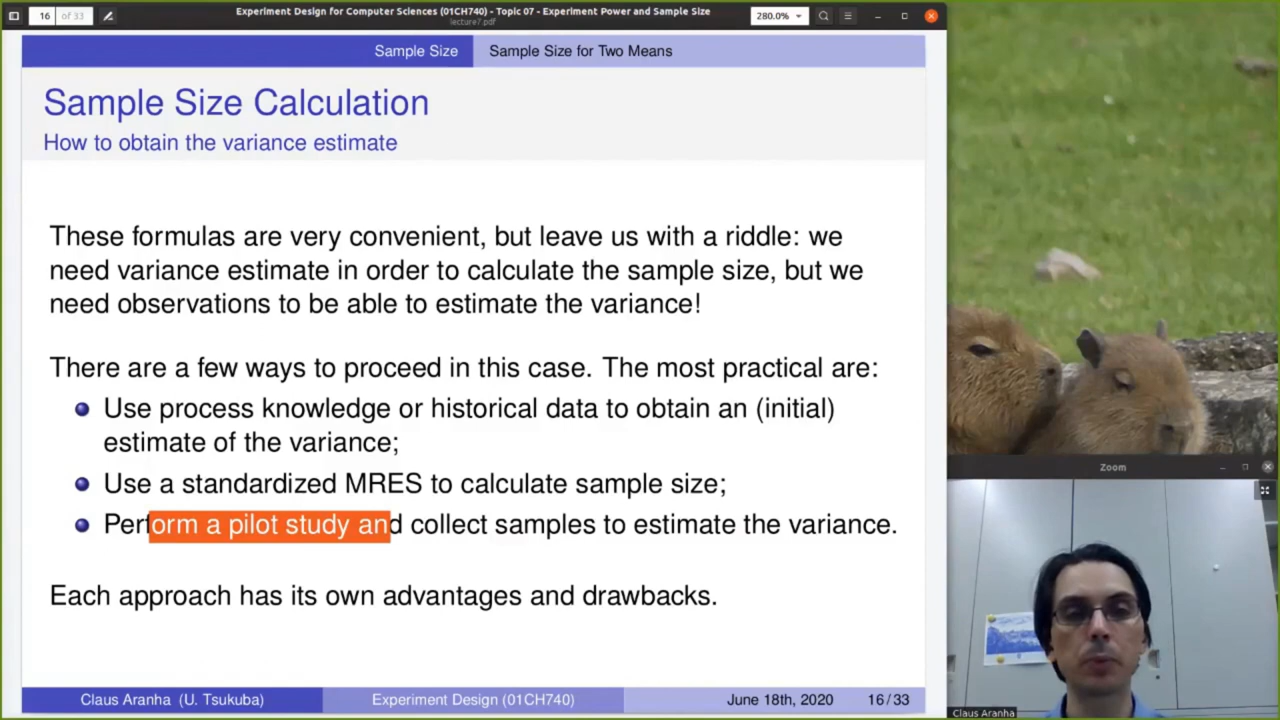 16 of 33
Experiment Design for Computer Sciences (01CH740) - Topic 07 - Experiment Power and Sample Size
lecture7.pdf
280.0%
Sample Size
Sample Size for Two Means
Sample Size Calculation
How to obtain the variance estimate
These formulas are very convenient, but leave us with a riddle: we
need variance estimate in order to calculate the sample size, but we
need observations to be able to estimate the variance!
There are a few ways to proceed in this case. The most practical are:
Use process knowledge or historical data to obtain an (initial)
estimate of the variance;
Use a standardized MRES to calculate sample size;
Perform a pilot study and collect samples to estimate the variance.
Each approach has its own advantages and drawbacks.
Claus Aranha (U. Tsukuba)
Experiment Design (01CH740)
June 18th, 2020
16 / 33
Zoom
Claus Aranha